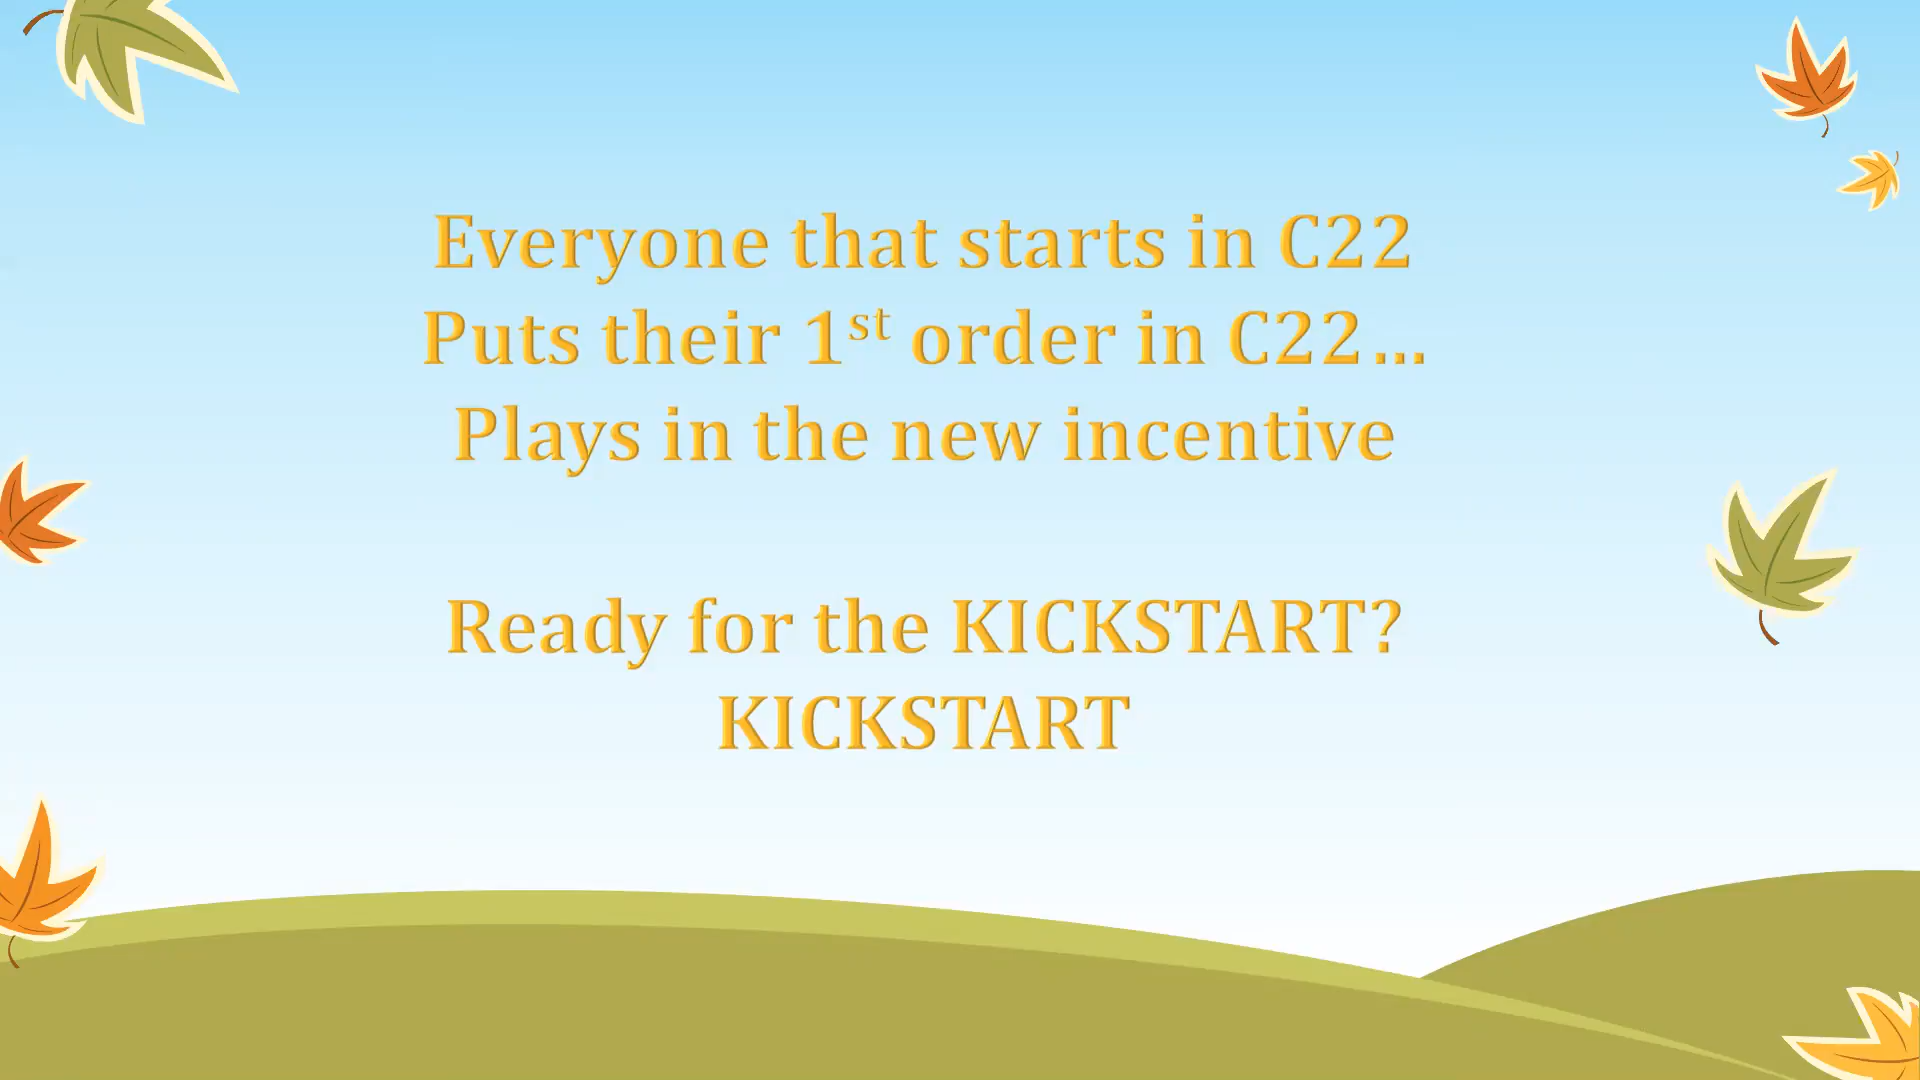 Everyone that starts in C22
Puts their 1st order in C22…
Plays in the new incentive
Ready for the KICKSTART?
KICKSTART